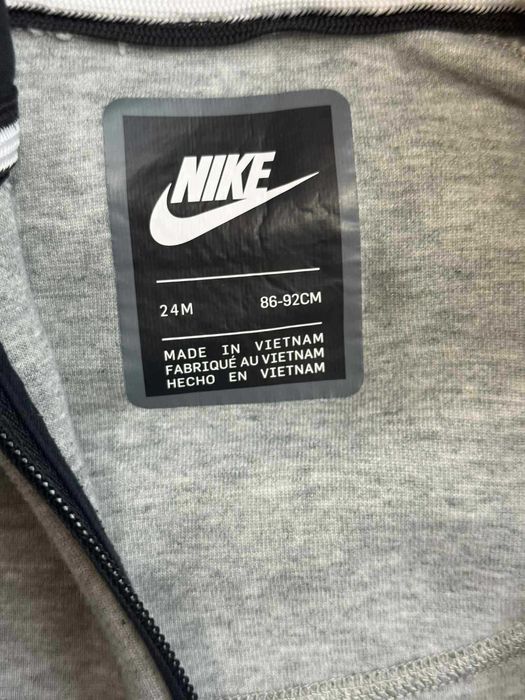 NIKE
24M 86-92CM
MADE IN VIETNAM
FABRIQUÉ AU VIETNAM
HECHO EN VIETNAM